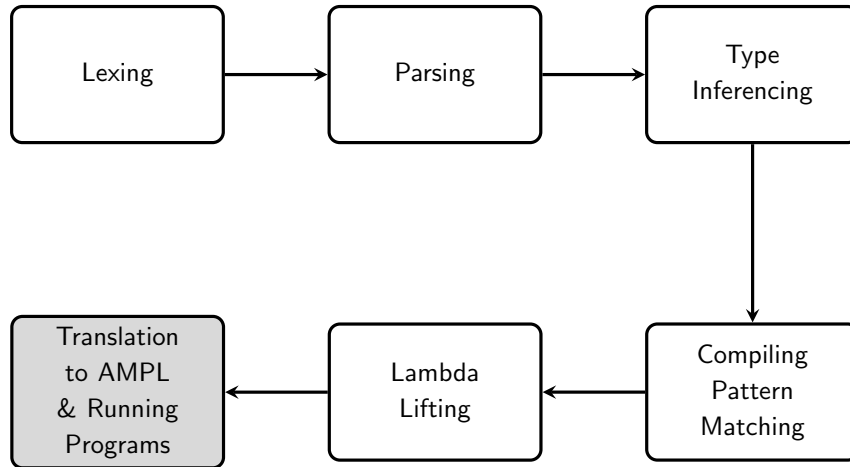 Lexing
Parsing
Type
Inferencing
Compiling
Pattern
Matching
Lambda
Lifting
Translation
to AMPL
& Running
Programs